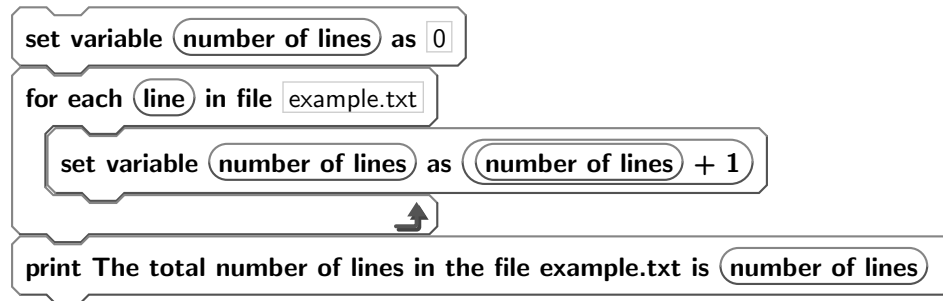 set variable number of lines as 0
for each line in file example.txt
set variable number of lines as number of lines + 1
print The total number of lines in the file example.txt is number of lines